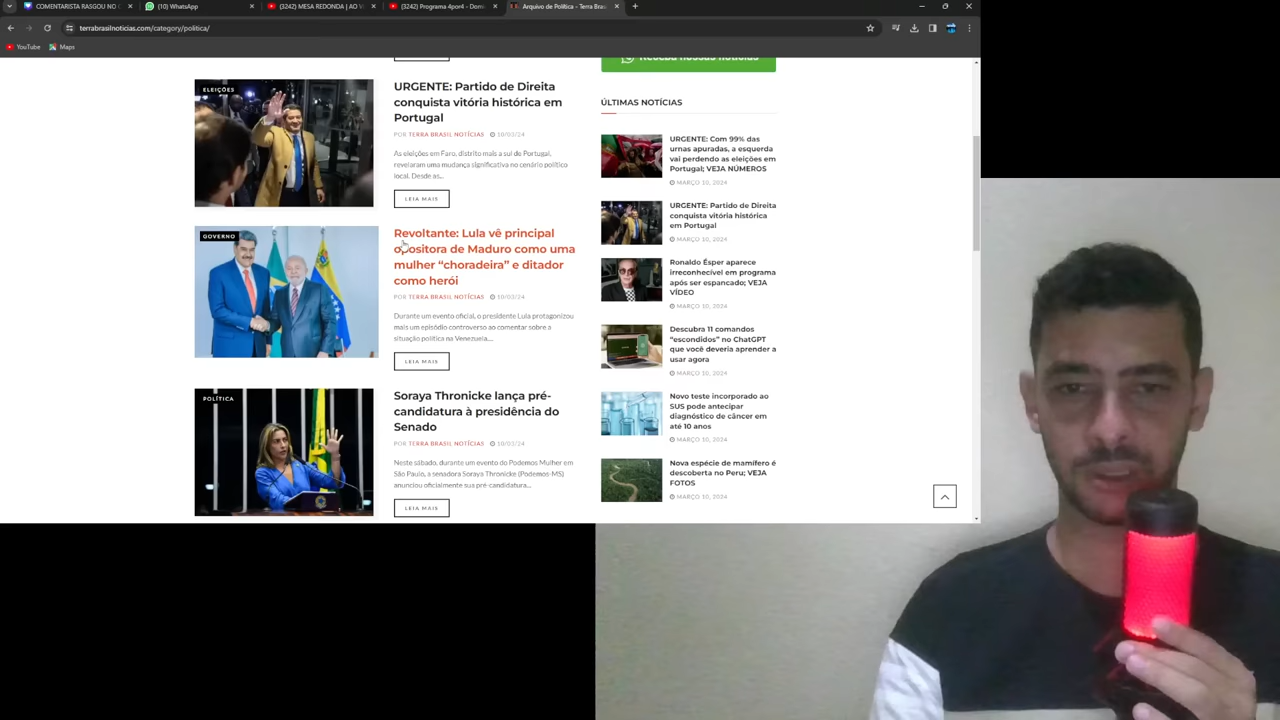 COMENTARISTA RASGOU NO C
(10) WhatsApp
(3242) MESA REDONDA | AO V
(3242) Programa 4por4 - Dom
Arquivo de Política - Terra Bras
terrabrasilnoticias.com/category/politica/
YouTube
Maps
Receba nossas notícias
ELEIÇÕES
URGENTE: Partido de Direita
conquista vitória histórica em
Portugal
POR TERRA BRASIL NOTÍCIAS 10/03/24
As eleições em Faro, distrito mais a sul de Portugal,
revelaram uma mudança significativa no cenário político
local. Desde as...
LEIA MAIS
GOVERNO
Revoltante: Lula vê principal
opositora de Maduro como uma
mulher “choradeira” e ditador
como herói
POR TERRA BRASIL NOTÍCIAS 10/03/24
Durante um evento oficial, o presidente Lula protagonizou
mais um episódio controverso ao comentar sobre a
situação política na Venezuela....
LEIA MAIS
POLÍTICA
Soraya Thronicke lança pré-
candidatura à presidência do
Senado
POR TERRA BRASIL NOTÍCIAS 10/03/24
Neste sábado, durante um evento do Podemos Mulher em
São Paulo, a senadora Soraya Thronicke (Podemos-MS)
anunciou oficialmente sua pré-candidatura...
LEIA MAIS
ÚLTIMAS NOTÍCIAS
URGENTE: Com 99% das
urnas apuradas, a esquerda
vai perdendo as eleições em
Portugal; VEJA NÚMEROS
MARÇO 10, 2024
URGENTE: Partido de Direita
conquista vitória histórica
em Portugal
MARÇO 10, 2024
Ronaldo Ésper aparece
irreconhecível em programa
após ser espancado; VEJA
VÍDEO
MARÇO 10, 2024
Descubra 11 comandos
“escondidos” no ChatGPT
que você deveria aprender a
usar agora
MARÇO 10, 2024
Novo teste incorporado ao
SUS pode antecipar
diagnóstico de câncer em
até 10 anos
MARÇO 10, 2024
Nova espécie de mamífero é
descoberta no Peru; VEJA
FOTOS
MARÇO 10, 2024